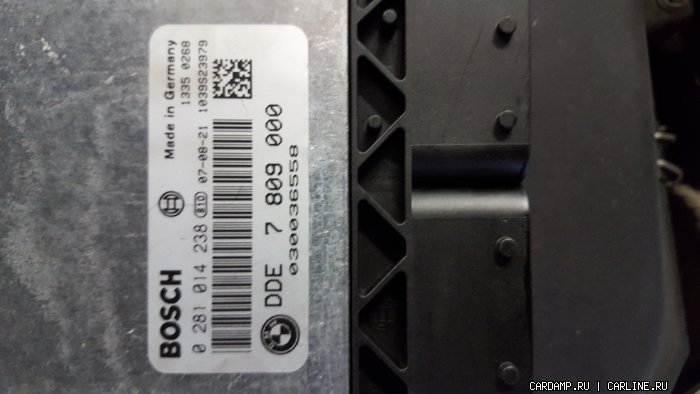 BOSCH
Made in Germany
0 281 014 238 810 07-08-21
1335 0268
1039S23979
DDE 7 809 000
030036558
CARDAMP.RU | CARLINE.RU